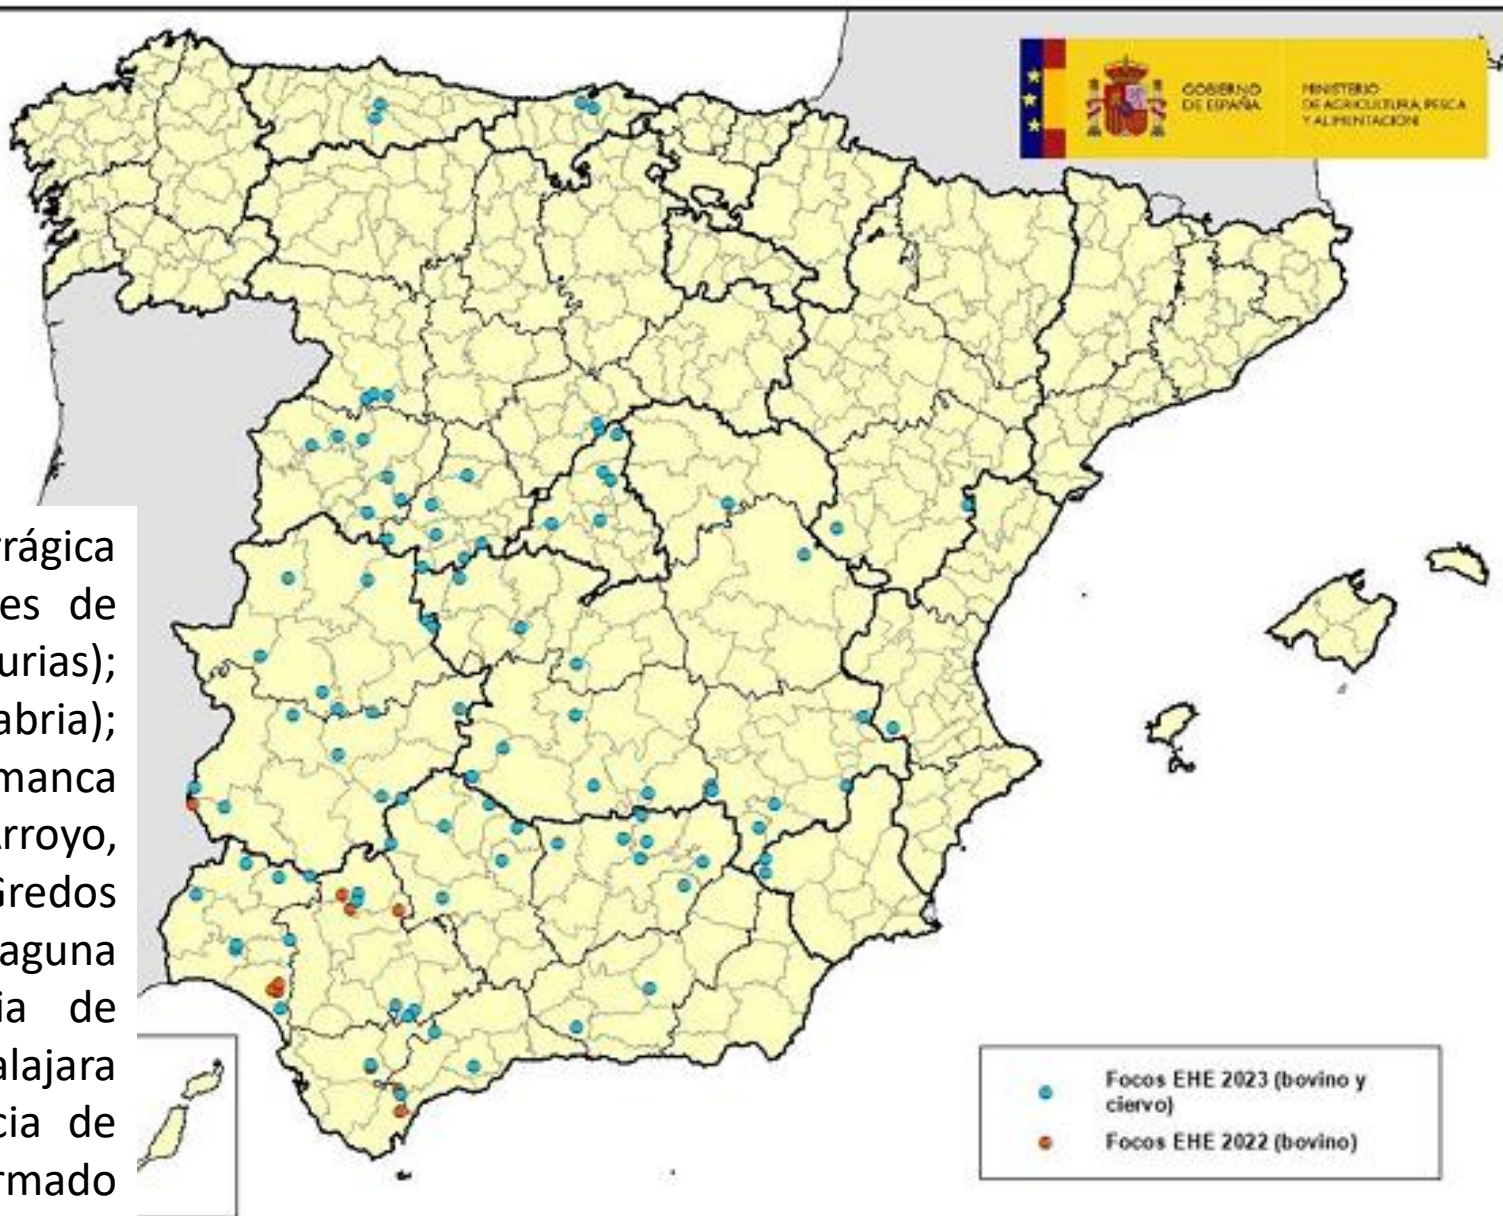 GOBIERNO
DE ESPAÑA
MINISTERIO
DE AGRICULTURA, PESCA
Y ALIMENTACIÓN
rrágica
es de
urias);
abria);
manca
Arroyo,
Gredos
aguna
ia de
alajara
cia de
rmado
Focos EHE 2023 (bovino y
ciervo)
Focos EHE 2022 (bovino)